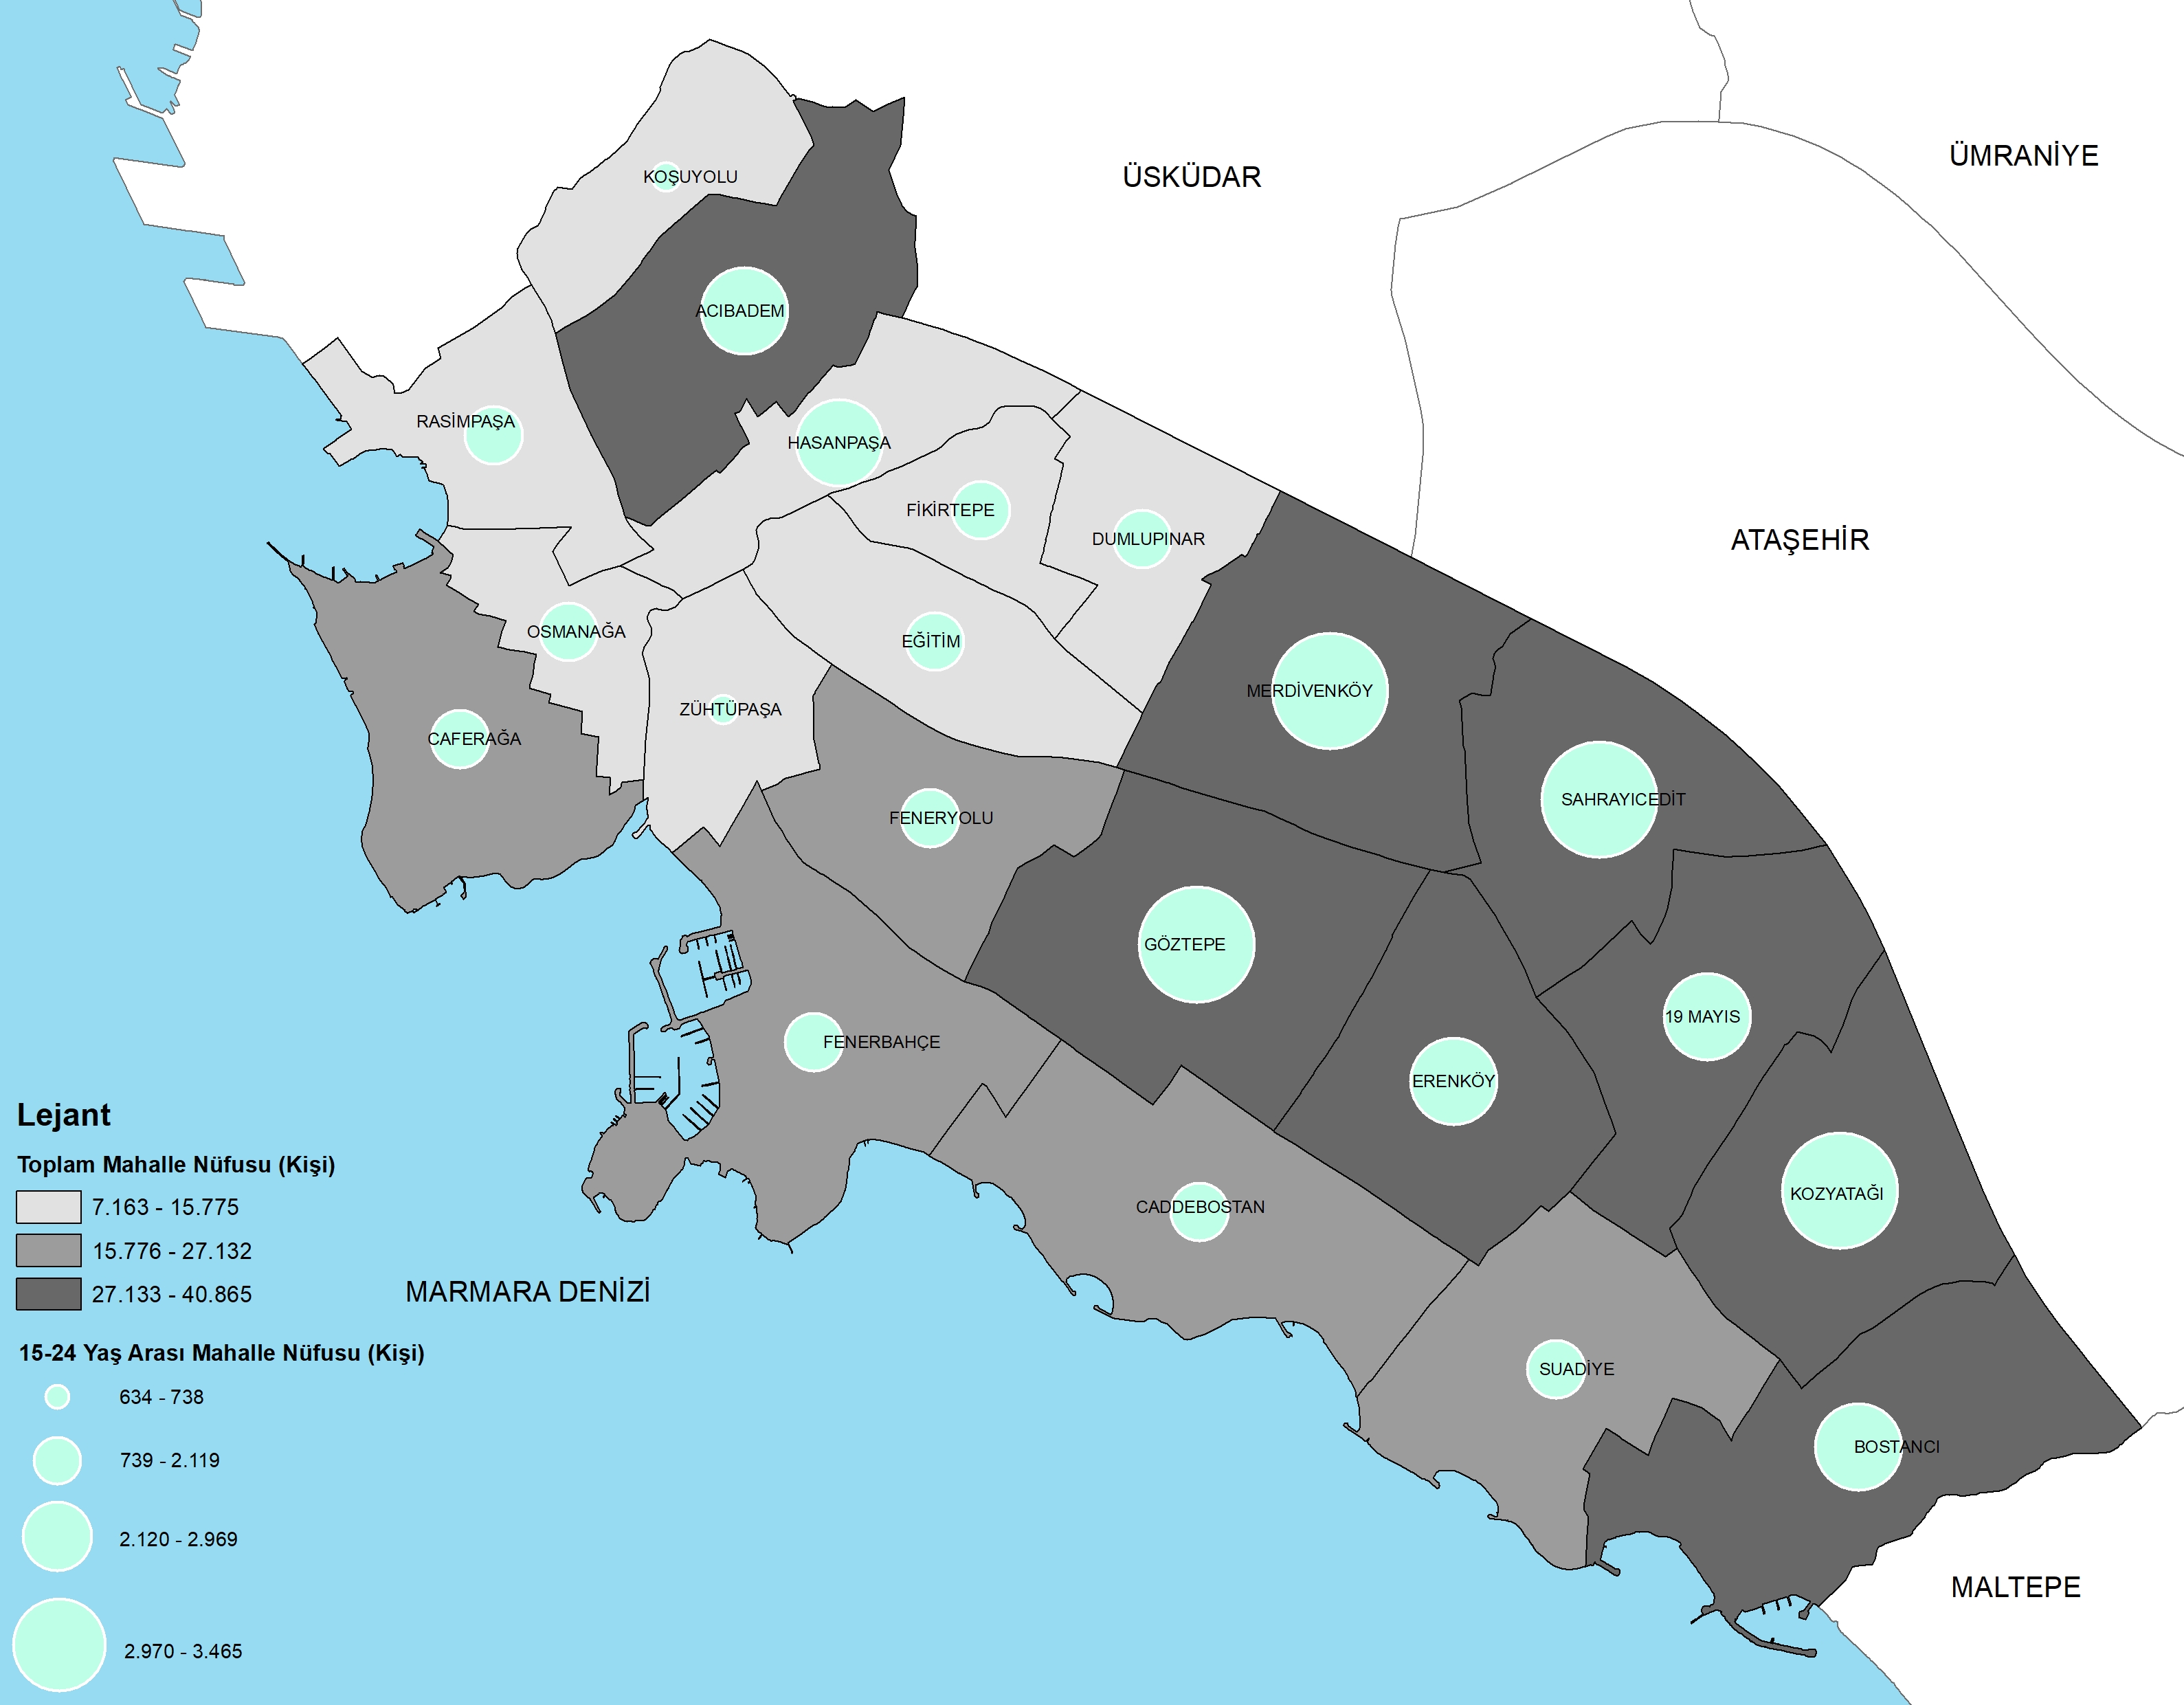 ÜMRANİYE
ÜSKÜDAR
KOŞUYOLU
ACIBADEM
RASİMPAŞA
HASANPAŞA
FİKİRTEPE
DUMLUPINAR
ATAŞEHİR
OSMANAĞA
EĞİTİM
MERDİVENKÖY
ZÜHTÜPAŞA
CAFERAĞA
SAHRAYICEDİT
FENERYOLU
GÖZTEPE
19 MAYIS
FENERBAHÇE
ERENKÖY
KOZYATAĞI
CADDEBOSTAN
MARMARA DENİZİ
SUADİYE
BOSTANCI
MALTEPE
Lejant
Toplam Mahalle Nüfusu (Kişi)
7.163 - 15.775
15.776 - 27.132
27.133 - 40.865
15-24 Yaş Arası Mahalle Nüfusu (Kişi)
634 - 738
739 - 2.119
2.120 - 2.969
2.970 - 3.465